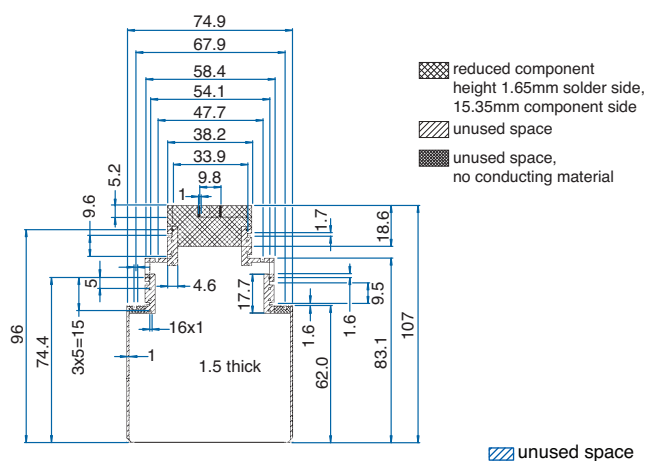 74.9
67.9
58.4
54.1
47.7
38.2
33.9
9.8
1
5.2
9.6
1.7
18.6
reduced component
height 1.65mm solder side,
15.35mm component side
unused space
unused space,
no conducting material
5
4.6
17.7
9.5
1.6
1.6
3x5=15
16x1
96
74.4
1
1.5 thick
62.0
83.1
107
unused space